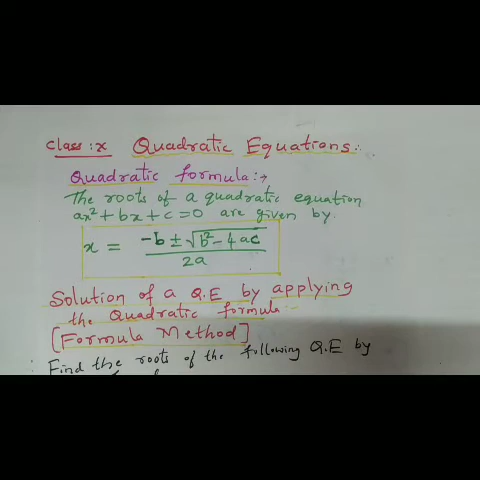 Class : x Quadratic Equations:
Quadratic formula :→
The roots of a quadratic equation
ax² + bx + c = 0 are given by.
x = -b ± √b² - 4ac / 2a
Solution of a Q.E by applying
the Quadratic formula
[Formula Method]
Find the roots of the following Q.E by